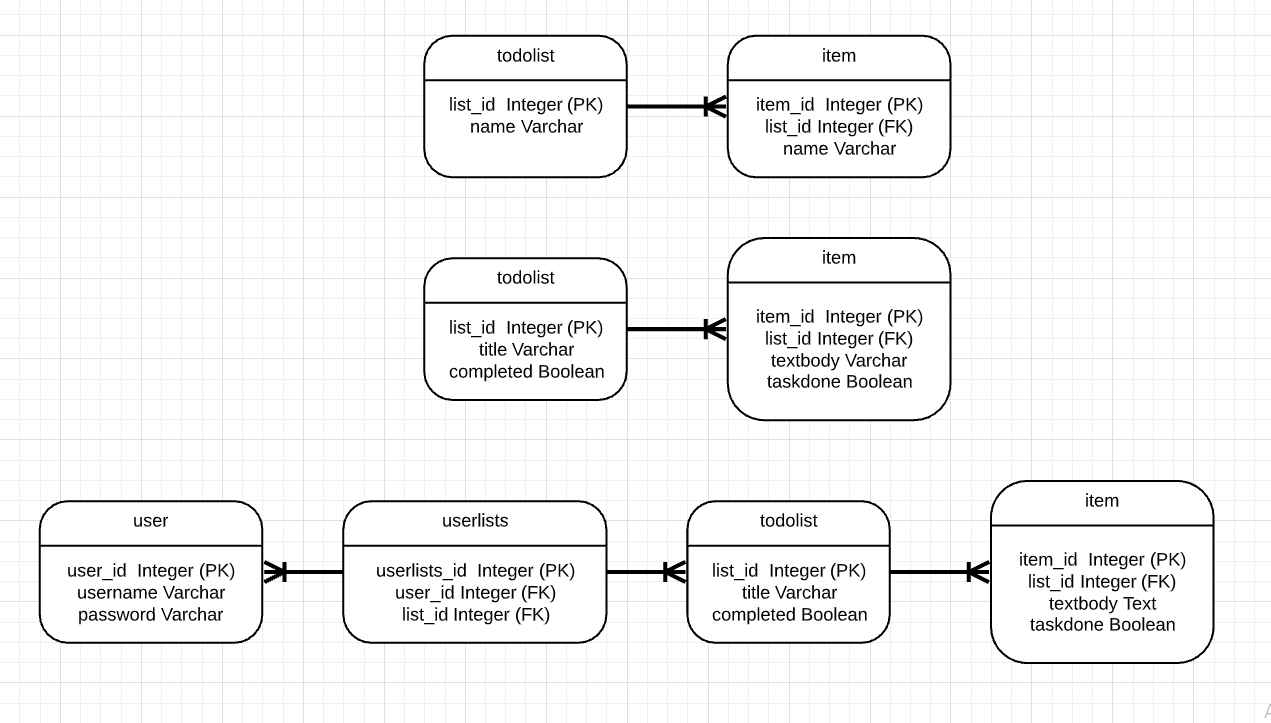 todolist
list_id Integer (PK)
name Varchar
item
item_id Integer (PK)
list_id Integer (FK)
name Varchar
todolist
list_id Integer (PK)
title Varchar
completed Boolean
item
item_id Integer (PK)
list_id Integer (FK)
textbody Varchar
taskdone Boolean
user
user_id Integer (PK)
username Varchar
password Varchar
userlists
userlists_id Integer (PK)
user_id Integer (FK)
list_id Integer (FK)
todolist
list_id Integer (PK)
title Varchar
completed Boolean
item
item_id Integer (PK)
list_id Integer (FK)
textbody Text
taskdone Boolean